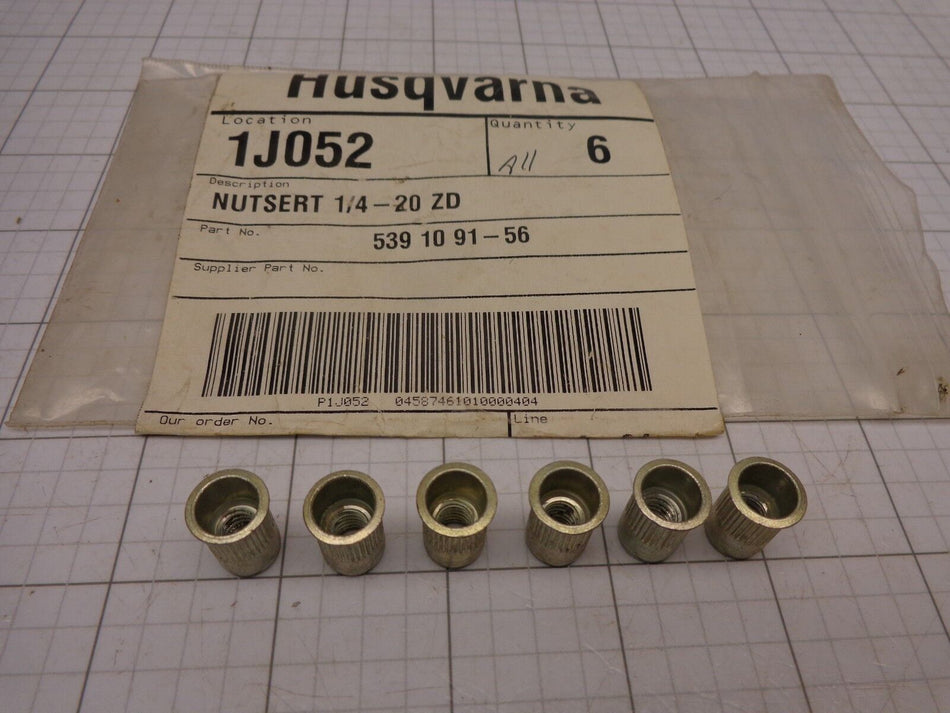 Husqvarna
Location
Quantity
1J052
All
6
Description
NUTSERT 1/4-20 ZD
Part No.
539 10 91-56
Supplier Part No.
P1J052 04587461010000404
Our order No.
Line